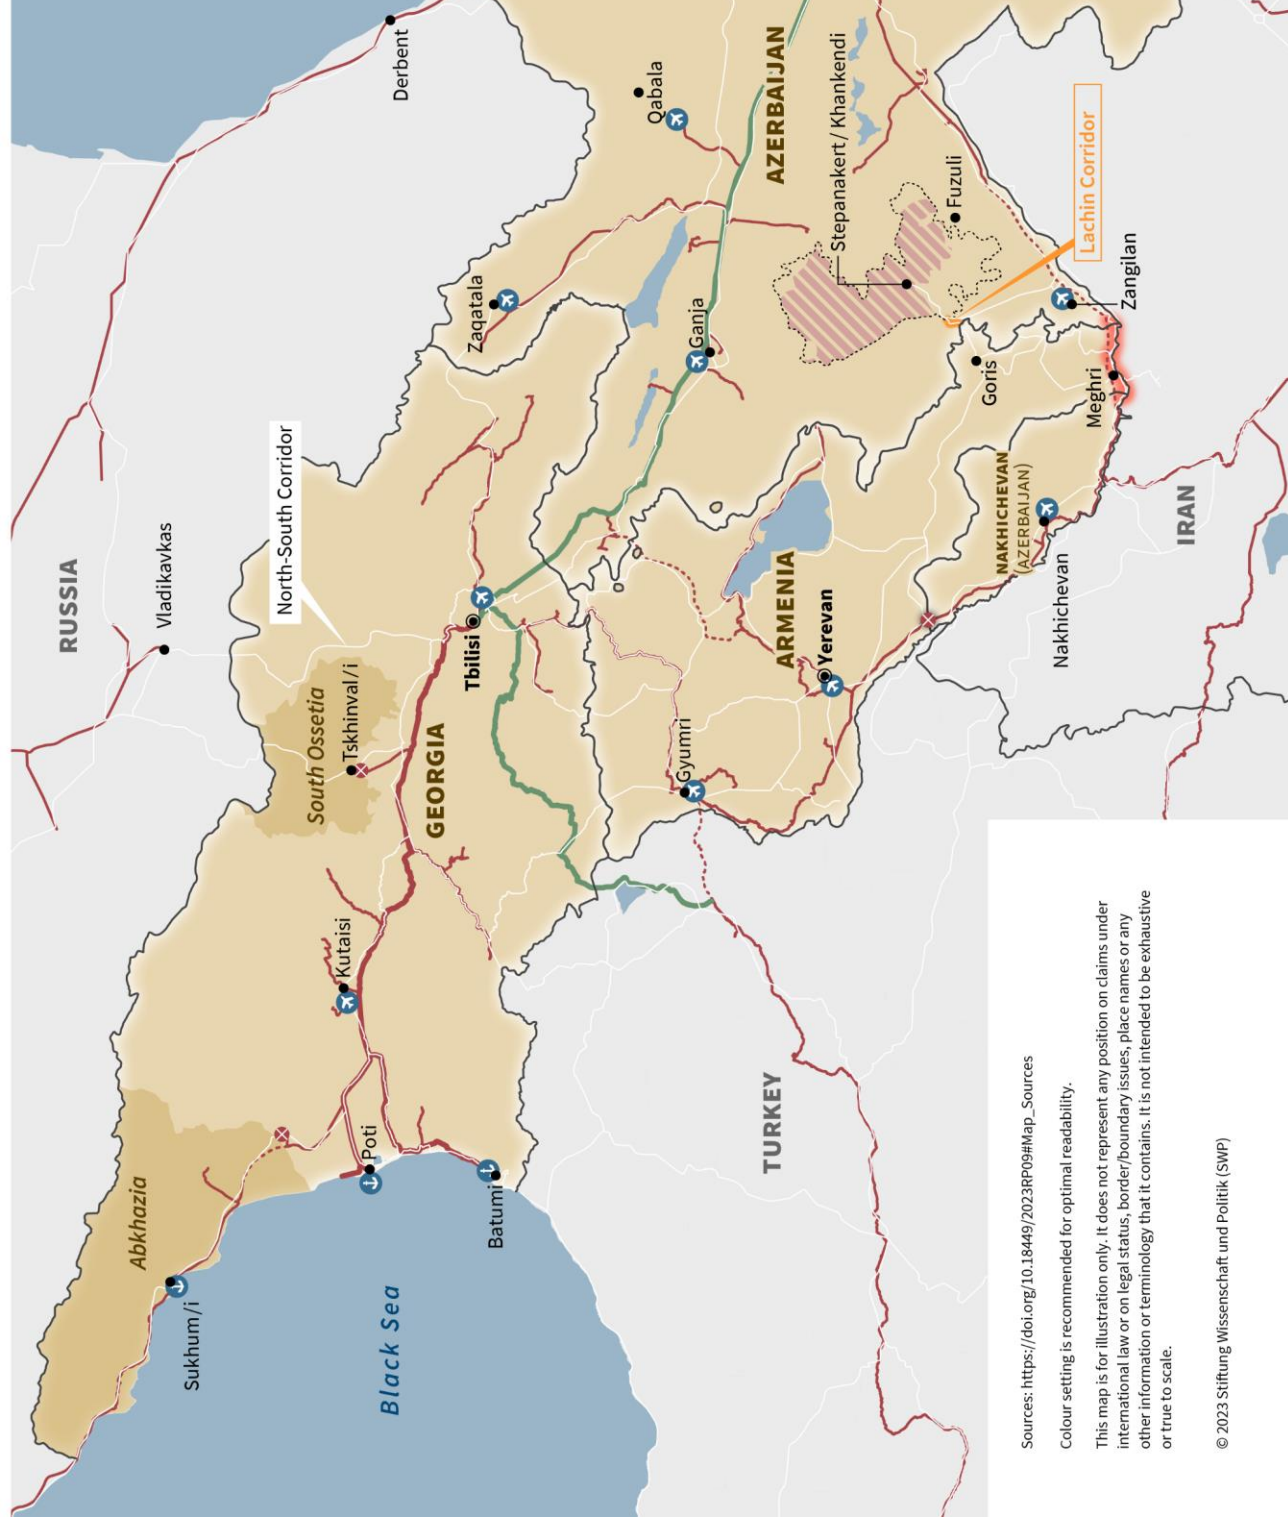 RUSSIA
Vladikavkas
Derbent
North-South Corridor
Abkhazia
Sukhum/i
South Ossetia
Tskhinval/i
Zaqatala
Qabala
Kutaisi
GEORGIA
Tbilisi
Poti
Batumi
Black Sea
Ganja
AZERBAIJAN
Gyumri
ARMENIA
Yerevan
Stepanakert / Khankendi
Fuzuli
Goris
Lachin Corridor
TURKEY
NAKHICHEVAN
(AZERBAIJAN)
Nakhichevan
Meghri
Zangilan
IRAN
Sources: https://doi.org/10.18449/2023RP09#Map_Sources
Colour setting is recommended for optimal readability.
This map is for illustration only. It does not represent any position on claims under
international law or on legal status, border/boundary issues, place names or any
other information or terminology that it contains. It is not intended to be exhaustive
or true to scale.
© 2023 Stiftung Wissenschaft und Politik (SWP)